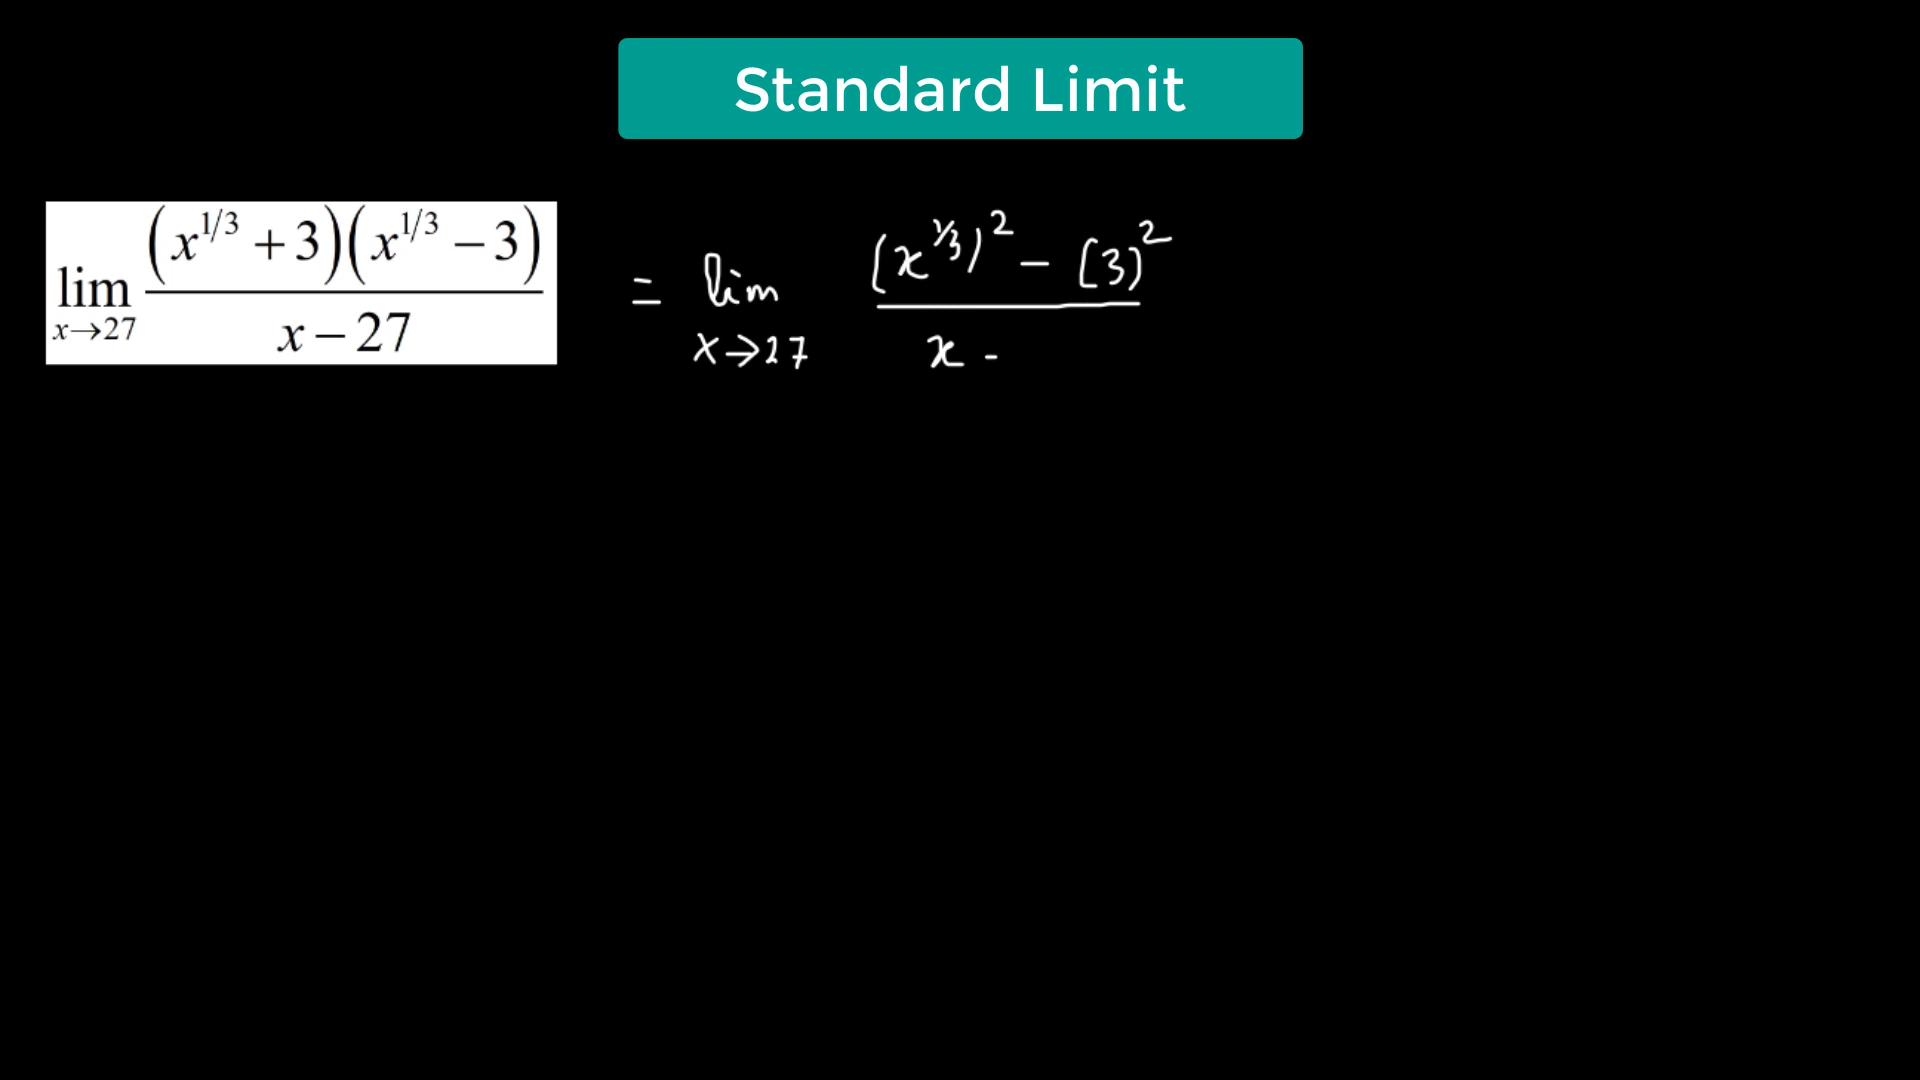 Standard Limit
lim x→27 (x^{1/3} + 3)(x^{1/3} − 3) / x − 27 = lim x→27 (x^{1/3})^2 − [3)^2 / x -